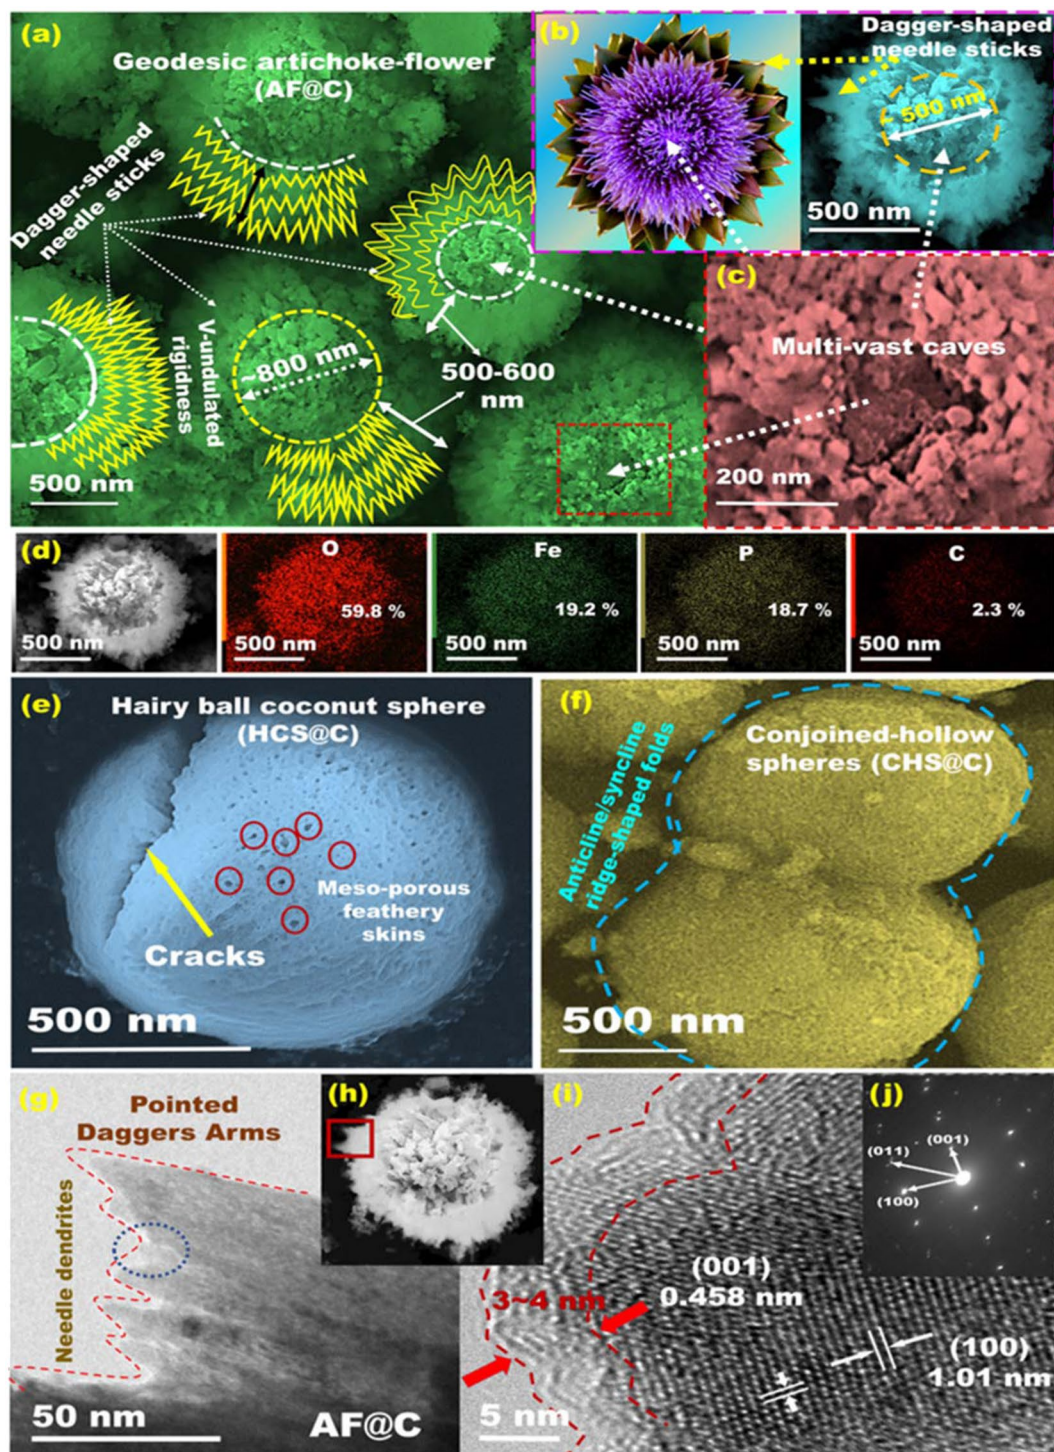 (a)
Geodesic artichoke-flower
(AF@C)
Dagger-shaped
needle sticks
V-undulated
rigidness
~800 nm
500-600
nm
500 nm
(b)
Dagger-shaped
needle sticks
~ 500 nm
500 nm
(c)
Multi-vast caves
200 nm
(d)
500 nm
O
59.8 %
500 nm
Fe
19.2 %
500 nm
P
18.7 %
500 nm
C
2.3 %
500 nm
(e)
Hairy ball coconut sphere
(HCS@C)
Meso-porous
feathery
skins
Cracks
500 nm
(f)
Conjoined-hollow
spheres (CHS@C)
Anticline/syncline
ridge-shaped folds
500 nm
(g)
Pointed
Daggers Arms
Needle dendrites
50 nm
AF@C
(h)
(i)
3~4 nm
(001)
0.458 nm
(100)
1.01 nm
5 nm
(j)
(001)
(011)
(100)